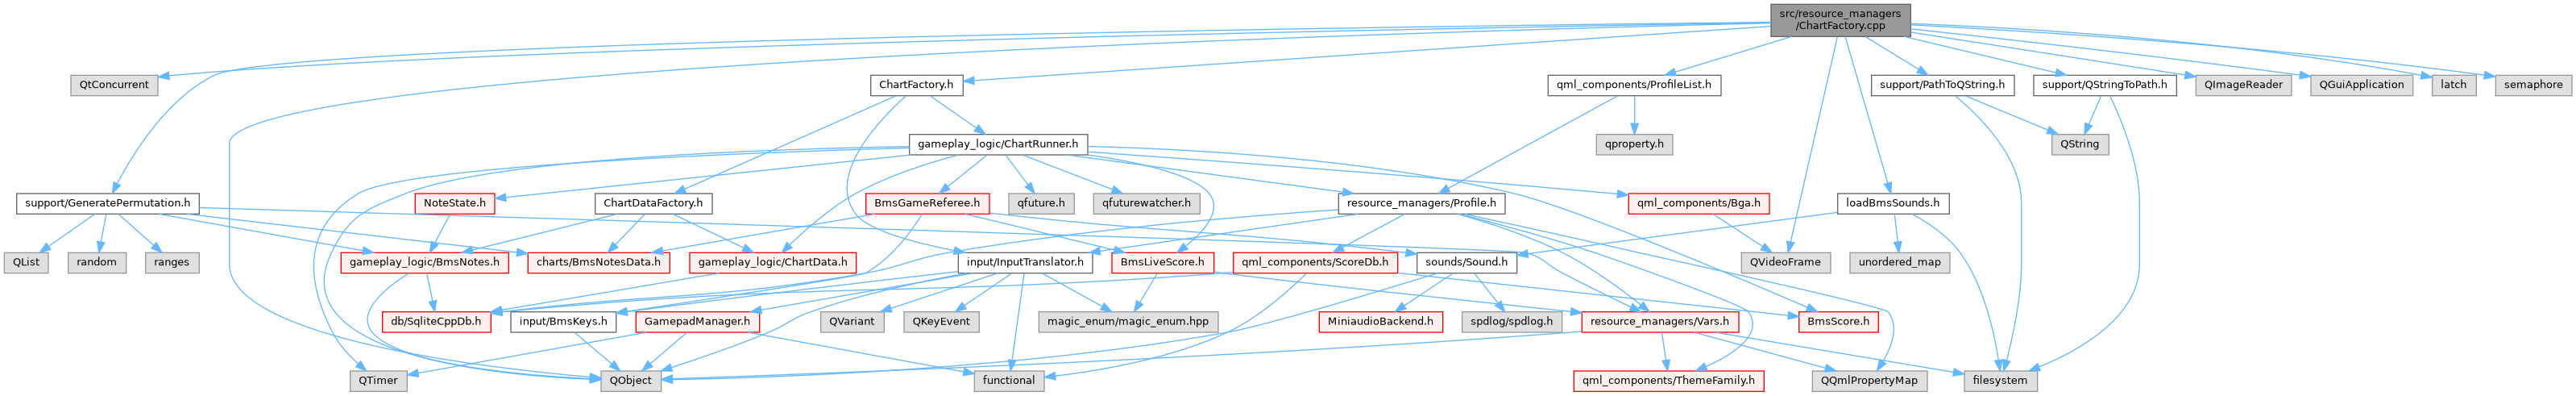 src/resource_managers
/ChartFactory.cpp
QtConcurrent
ChartFactory.h
qml_components/ProfileList.h
support/PathToQString.h
support/QStringToPath.h
QImageReader
QGuiApplication
latch
semaphore
gameplay_logic/ChartRunner.h
qproperty.h
QString
support/GeneratePermutation.h
NoteState.h
ChartDataFactory.h
BmsGameReferee.h
qfuture.h
qfuturewatcher.h
resource_managers/Profile.h
qml_components/Bga.h
loadBmsSounds.h
QList
random
ranges
gameplay_logic/BmsNotes.h
charts/BmsNotesData.h
gameplay_logic/ChartData.h
input/InputTranslator.h
BmsLiveScore.h
qml_components/ScoreDb.h
sounds/Sound.h
QVideoFrame
unordered_map
db/SqliteCppDb.h
input/BmsKeys.h
GamepadManager.h
QVariant
QKeyEvent
magic_enum/magic_enum.hpp
MiniaudioBackend.h
spdlog/spdlog.h
resource_managers/Vars.h
BmsScore.h
QTimer
QObject
functional
qml_components/ThemeFamily.h
QQmlPropertyMap
filesystem